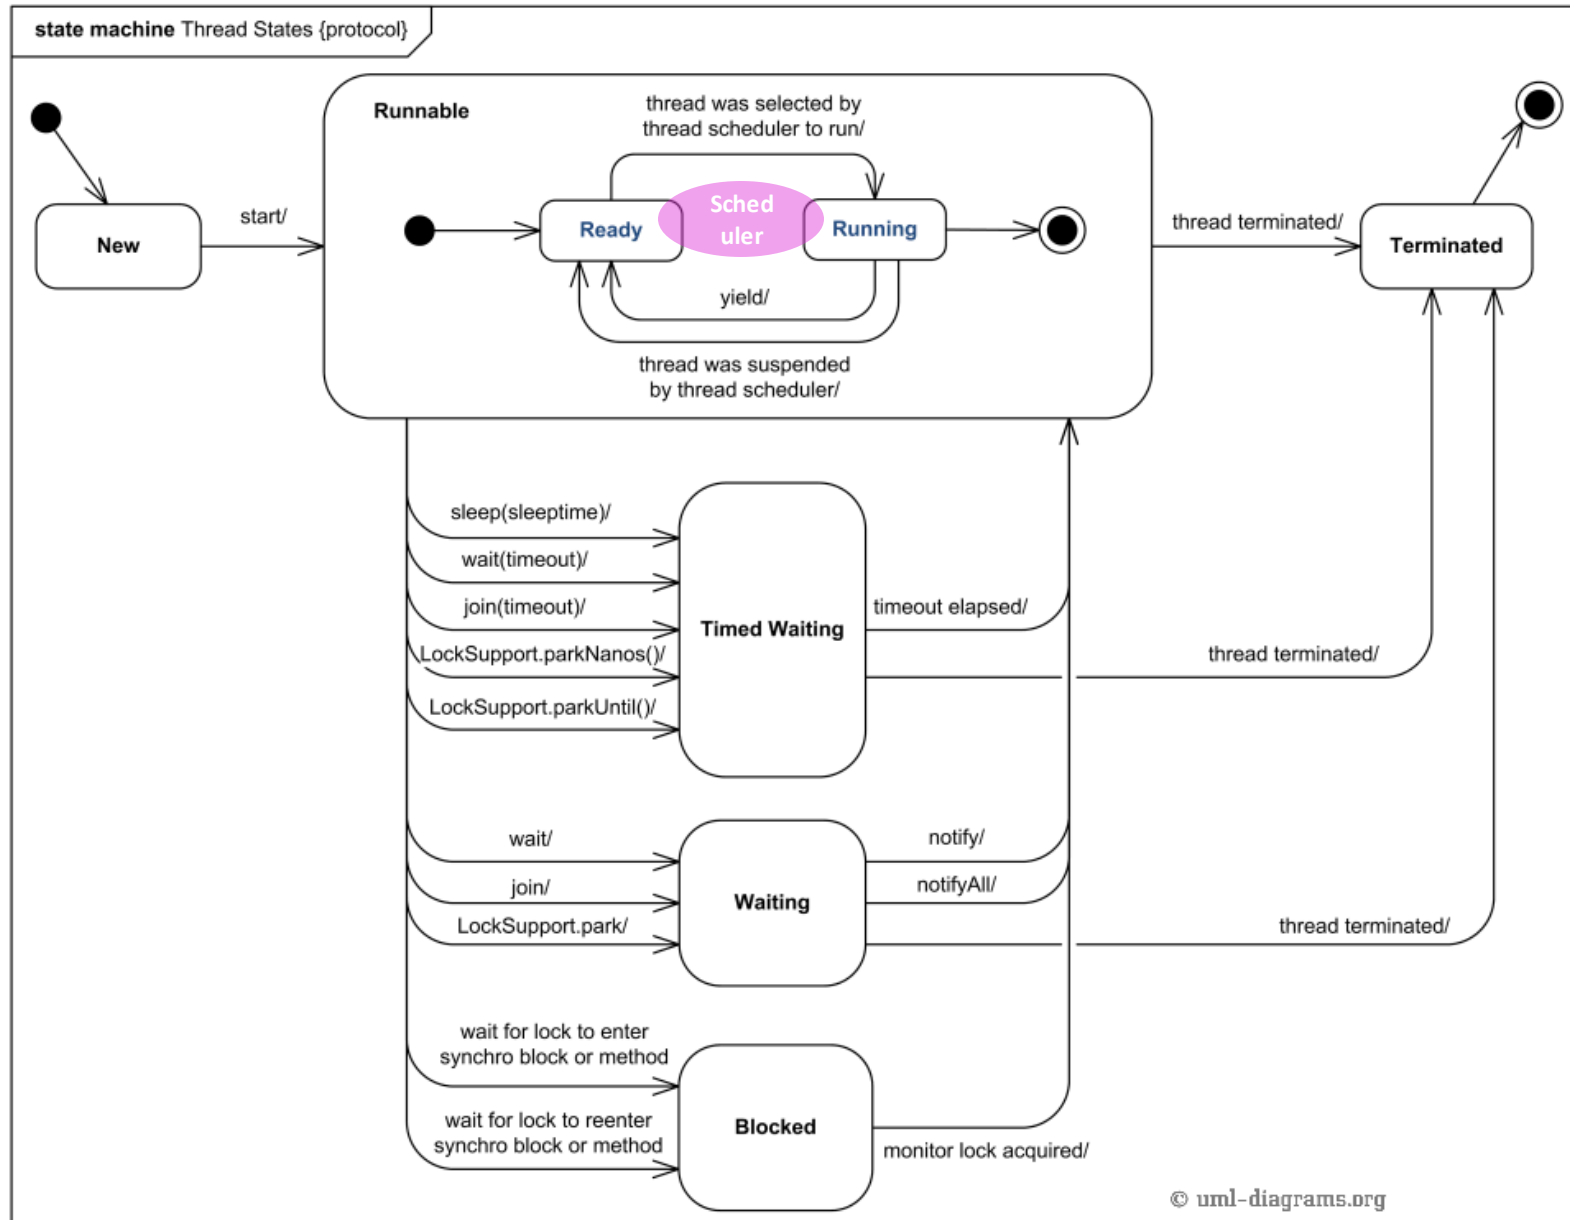 state machine Thread States {protocol}
Runnable
thread was selected by
thread scheduler to run/
New
start/
Ready
Sched
uler
Running
yield/
thread was suspended
by thread scheduler/
thread terminated/
Terminated
sleep(sleeptime)/
wait(timeout)/
join(timeout)/
LockSupport.parkNanos()/
LockSupport.parkUntil()/
Timed Waiting
timeout elapsed/
thread terminated/
wait/
join/
LockSupport.park/
Waiting
notify/
notifyAll/
thread terminated/
wait for lock to enter
synchro block or method
wait for lock to reenter
synchro block or method
Blocked
monitor lock acquired/
© uml-diagrams.org